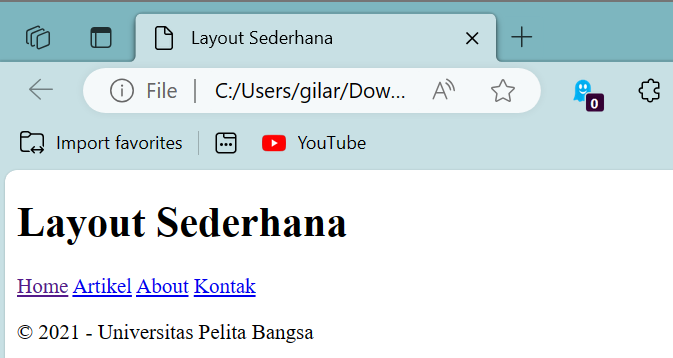 Layout Sederhana
File | C:/Users/gilar/Dow...
A
0
Import favorites
YouTube
Layout Sederhana
Home Artikel About Kontak
© 2021 - Universitas Pelita Bangsa